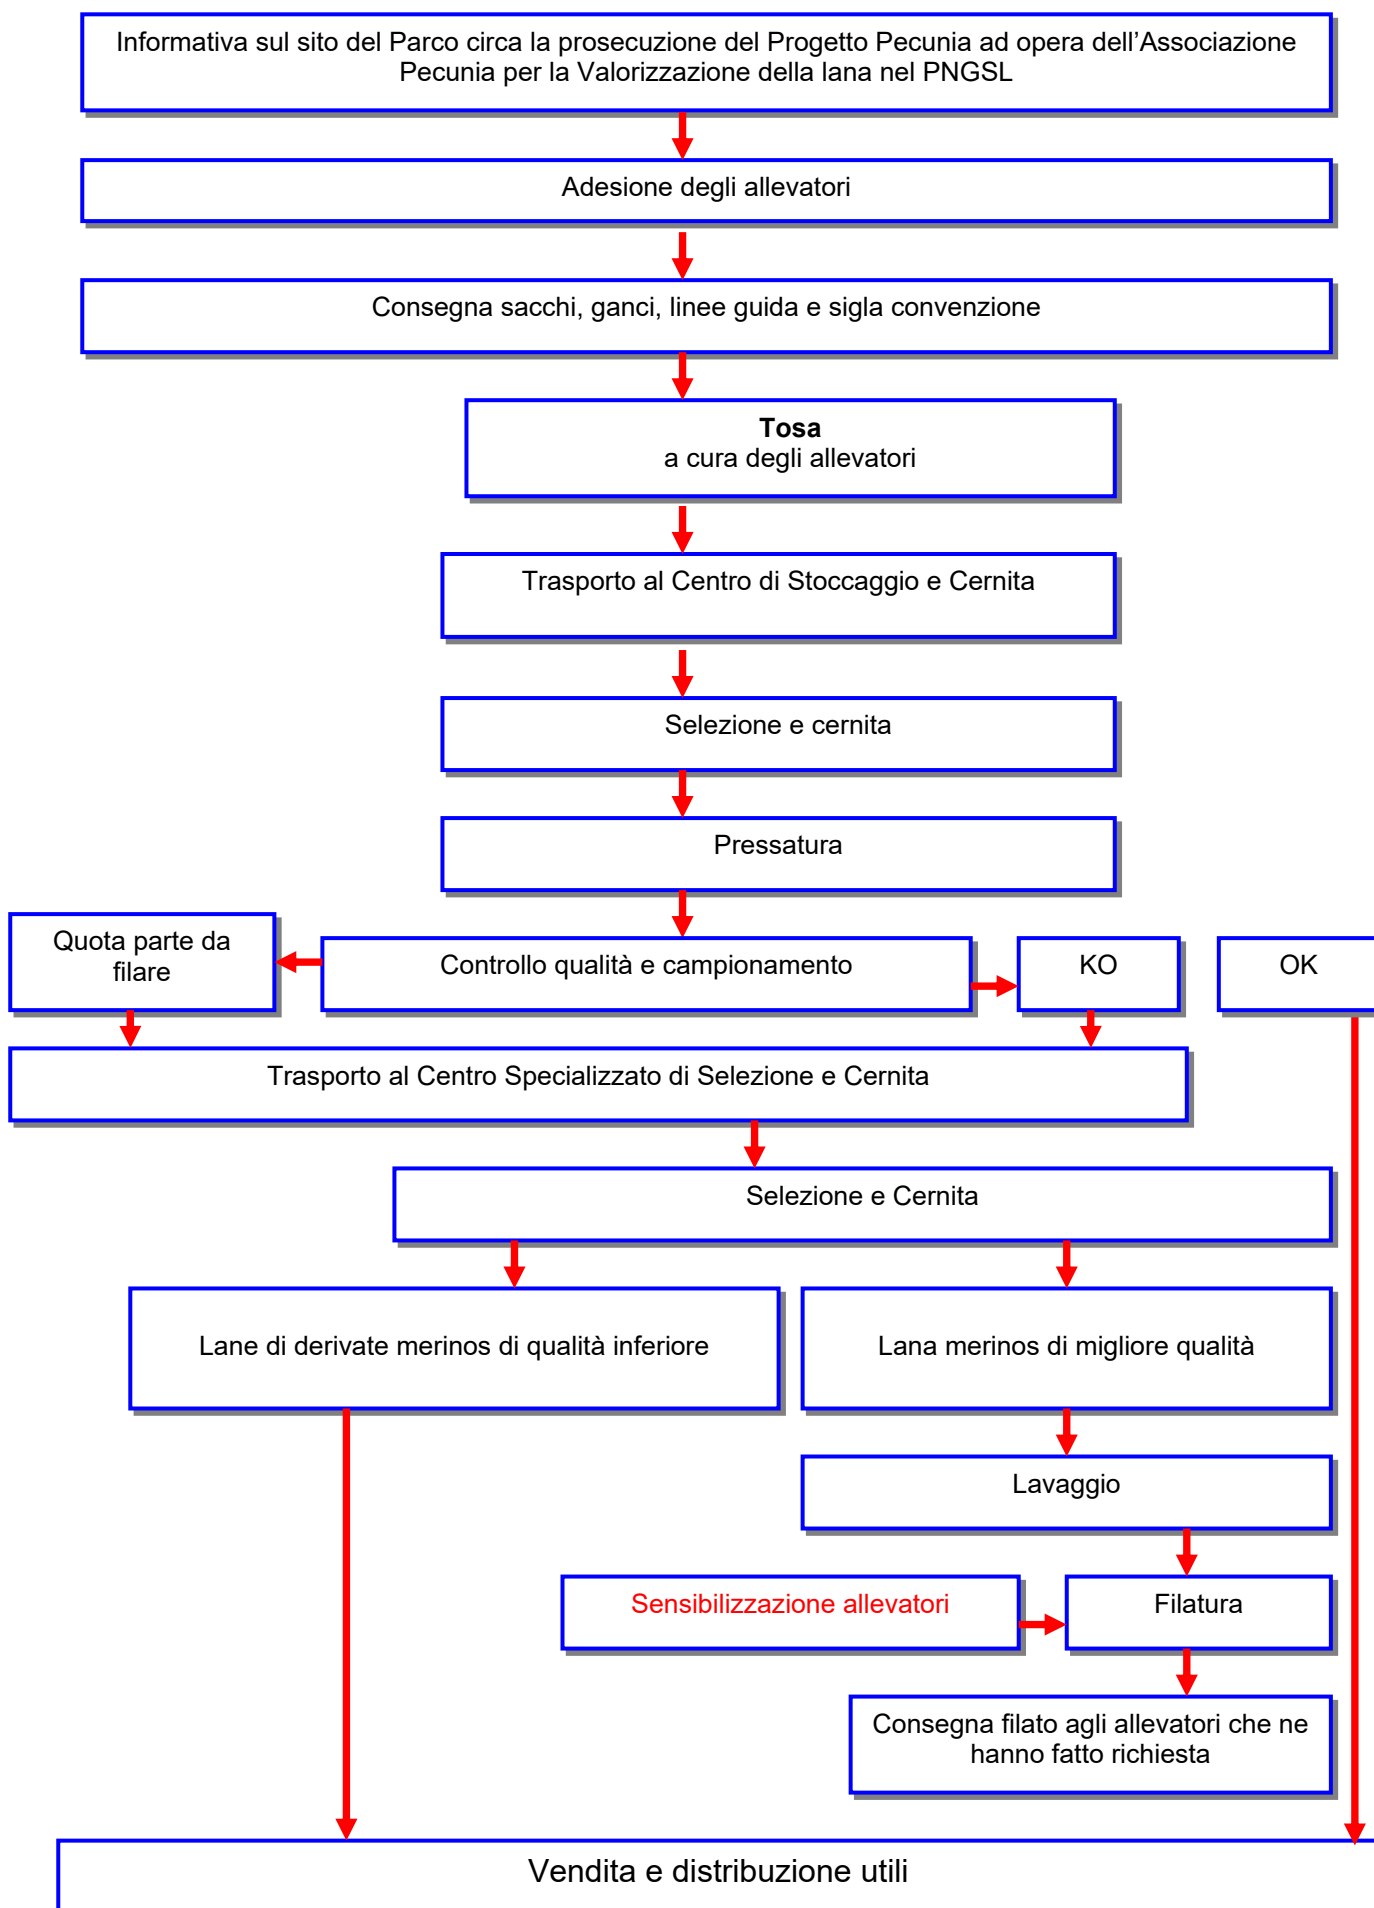 Informativa sul sito del Parco circa la prosecuzione del Progetto Pecunia ad opera dell’Associazione
Pecunia per la Valorizzazione della lana nel PNGSL
Adesione degli allevatori
Consegna sacchi, ganci, linee guida e sigla convenzione
Tosa
a cura degli allevatori
Trasporto al Centro di Stoccaggio e Cernita
Selezione e cernita
Pressatura
Quota parte da
filare
Controllo qualità e campionamento
KO
OK
Trasporto al Centro Specializzato di Selezione e Cernita
Selezione e Cernita
Lane di derivate merinos di qualità inferiore
Lana merinos di migliore qualità
Lavaggio
Sensibilizzazione allevatori
Filatura
Consegna filato agli allevatori che ne
hanno fatto richiesta
Vendita e distribuzione utili